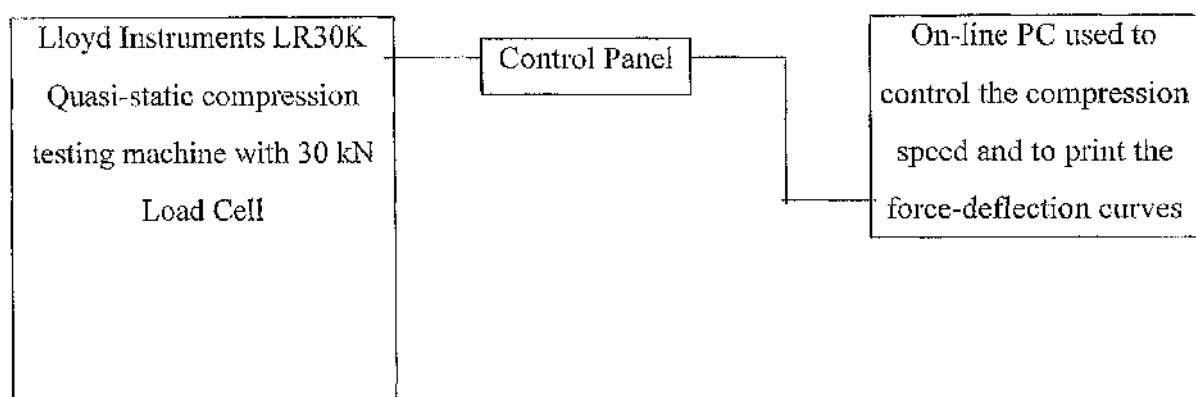 Lloyd Instruments LR30K
Quasi-static compression
testing machine with 30 kN
Load Cell
Control Panel
On-line PC used to
control the compression
speed and to print the
force-deflection curves